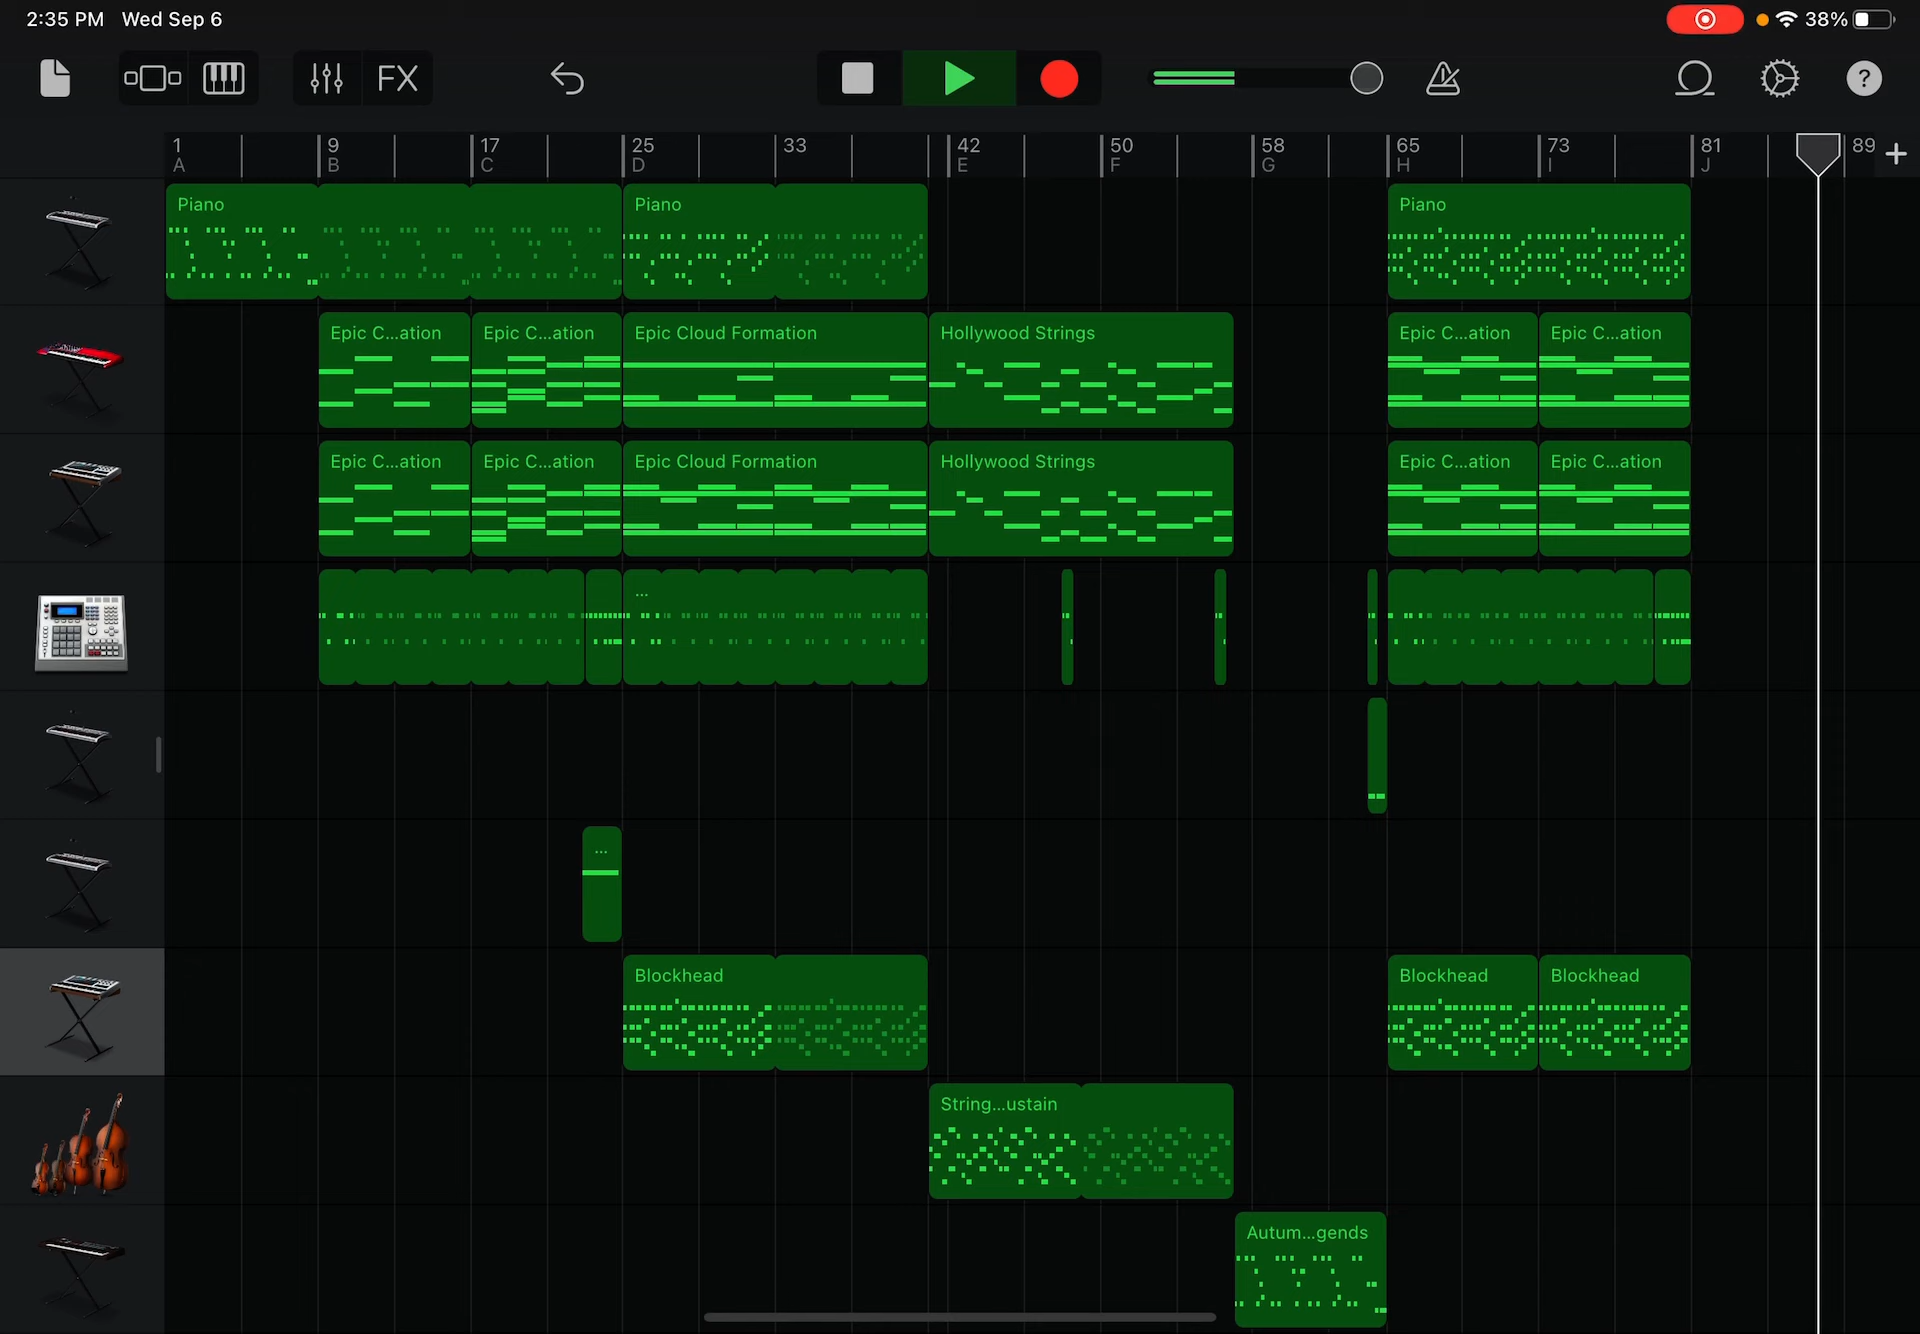 2:35 PM Wed Sep 6
38%
FX
?
1 9 17 25 33 42 50 58 65 73 81 89 +
A B C D E F G H I J
Piano Piano Piano
Epic C...ation Epic C...ation Epic Cloud Formation Hollywood Strings Epic C...ation Epic C...ation
Epic C...ation Epic C...ation Epic Cloud Formation Hollywood Strings Epic C...ation Epic C...ation
...
...
Blockhead Blockhead Blockhead
String...ustain
Autum...gends